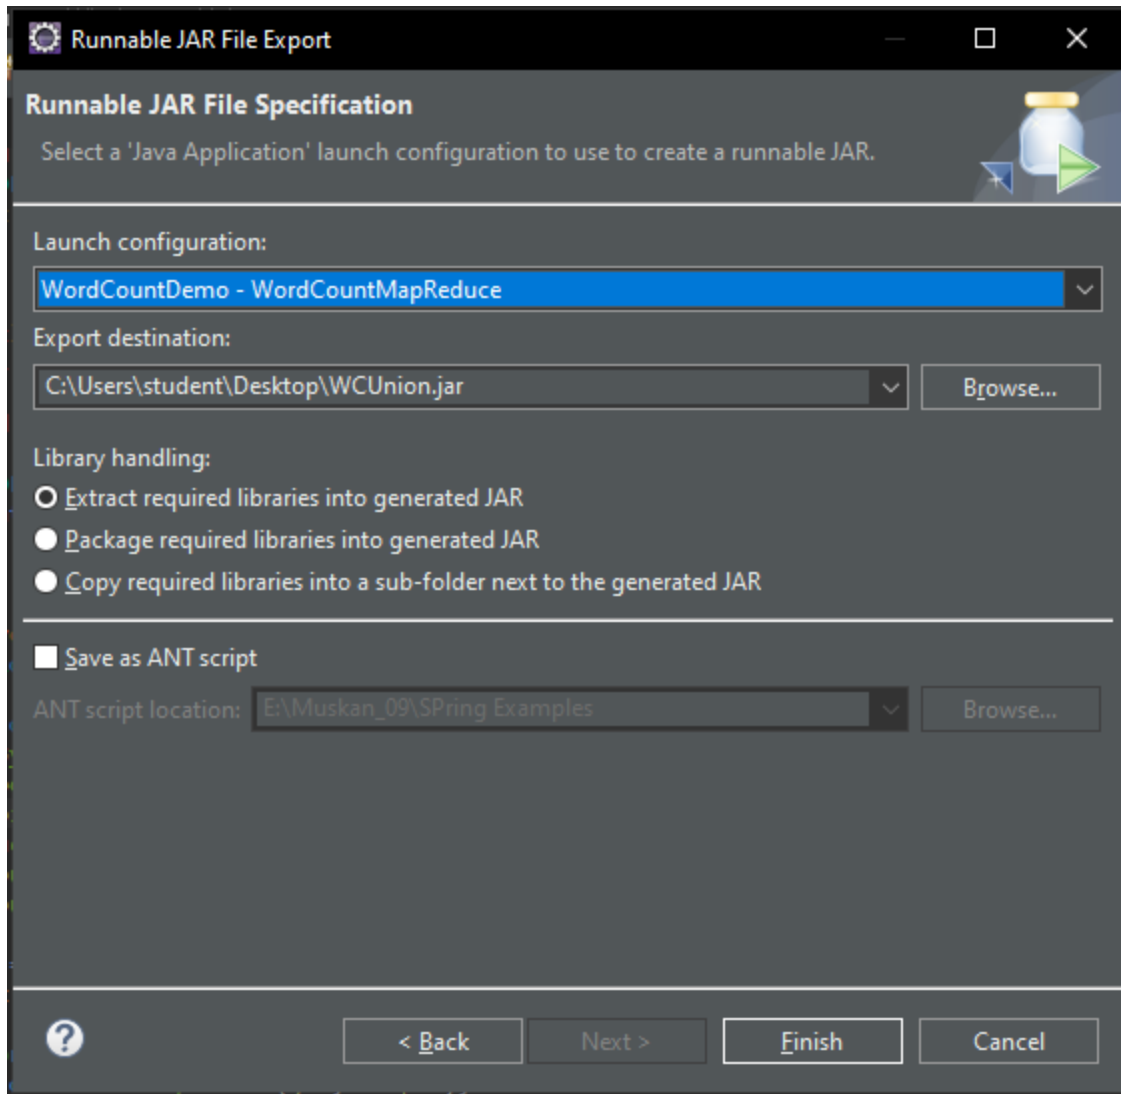 Runnable JAR File Export
Runnable JAR File Specification
Select a 'Java Application' launch configuration to use to create a runnable JAR.
Launch configuration:
WordCountDemo - WordCountMapReduce
Export destination:
C:\Users\student\Desktop\WCUnion.jar
Browse...
Library handling:
Extract required libraries into generated JAR
Package required libraries into generated JAR
Copy required libraries into a sub-folder next to the generated JAR
Save as ANT script
ANT script location: E:\Muskan_09\SPring Examples Browse...
? < Back Next > Finish Cancel